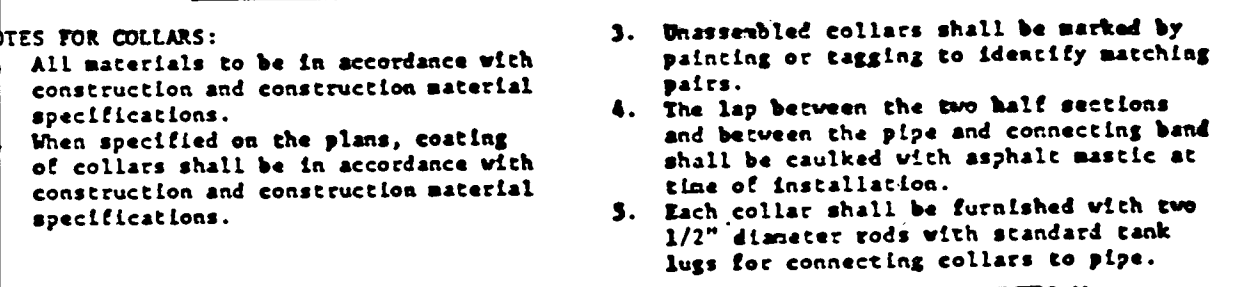 OTES FOR COLLARS:
All materials to be in accordance with
construction and construction material
specifications.
When specified on the plans, coating
of collars shall be in accordance with
construction and construction material
specifications.
3. Unassembled collars shall be marked by
painting or tagging to identify matching
pairs.
4. The lap between the two half sections
and between the pipe and connecting band
shall be caulked with asphalt mastic at
time of installation.
5. Each collar shall be furnished with two
1/2" diameter rods with standard tank
lugs for connecting collars to pipe.